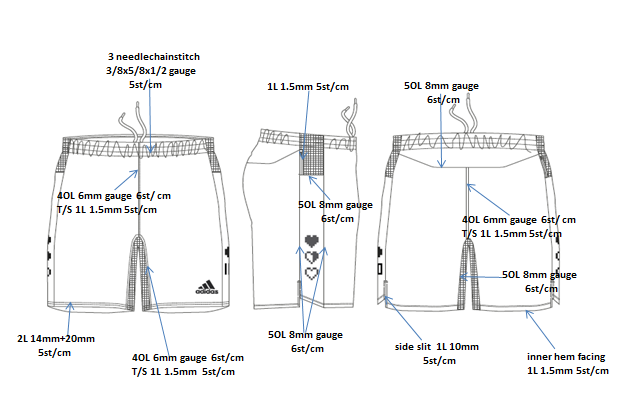 3 needlechainstitch
3/8x5/8x1/2 gauge
5st/cm
1L 1.5mm 5st/cm
5OL 8mm gauge
6st/cm
4OL 6mm gauge 6st/ cm
T/S 1L 1.5mm 5st/cm
5OL 8mm gauge
6st/cm
4OL 6mm gauge 6st/ cm
T/S 1L 1.5mm 5st/cm
5OL 8mm gauge
6st/cm
adidas
2L 14mm+20mm
5st/cm
4OL 6mm gauge 6st/cm
T/S 1L 1.5mm 5st/cm
5OL 8mm gauge
6st/cm
side slit 1L 10mm
5st/cm
inner hem facing
1L 1.5mm 5st/cm